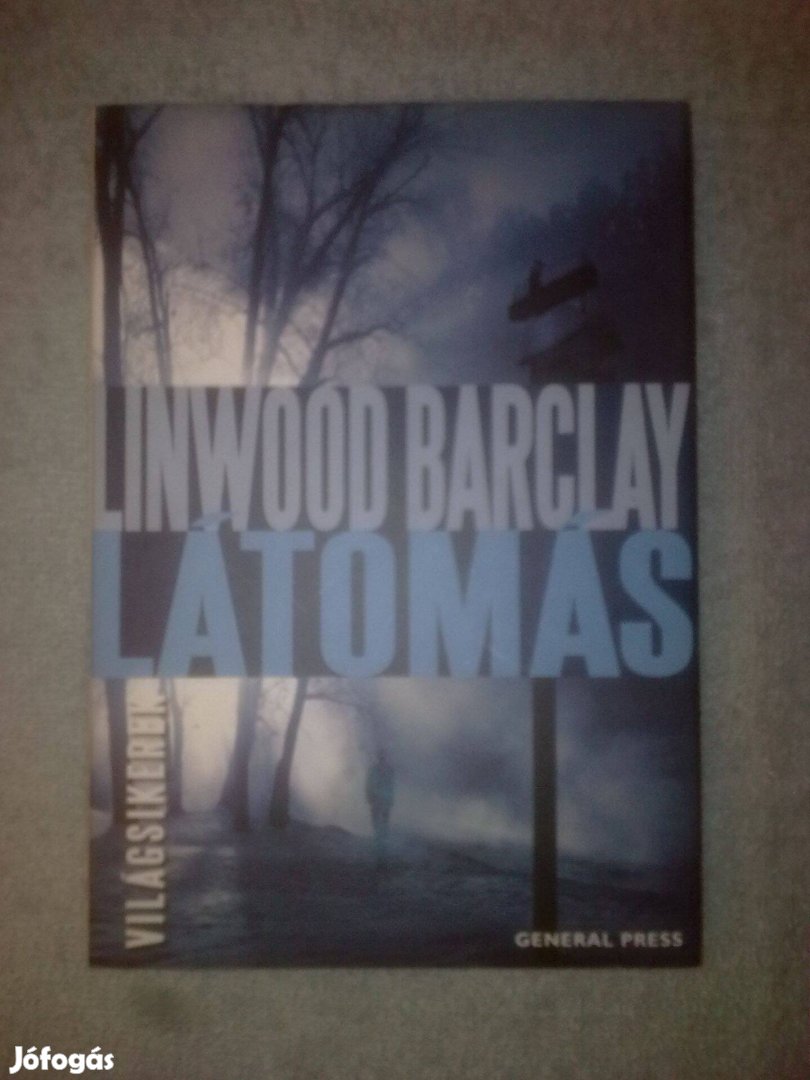 LINWOOD BARCLAY
LÁTOMÁS
VILÁGSIKEREK
GENERAL PRESS
Jófogás